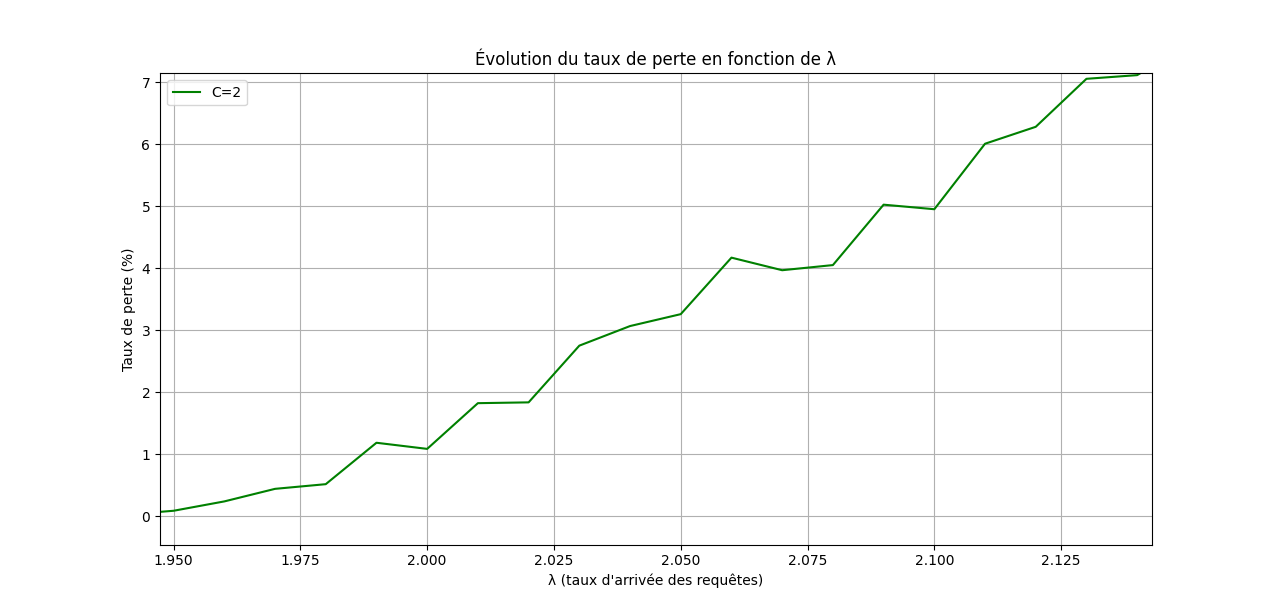 Évolution du taux de perte en fonction de λ
C=2
Taux de perte (%)
7
6
5
4
3
2
1
0
1.950 1.975 2.000 2.025 2.050 2.075 2.100 2.125
λ (taux d'arrivée des requêtes)